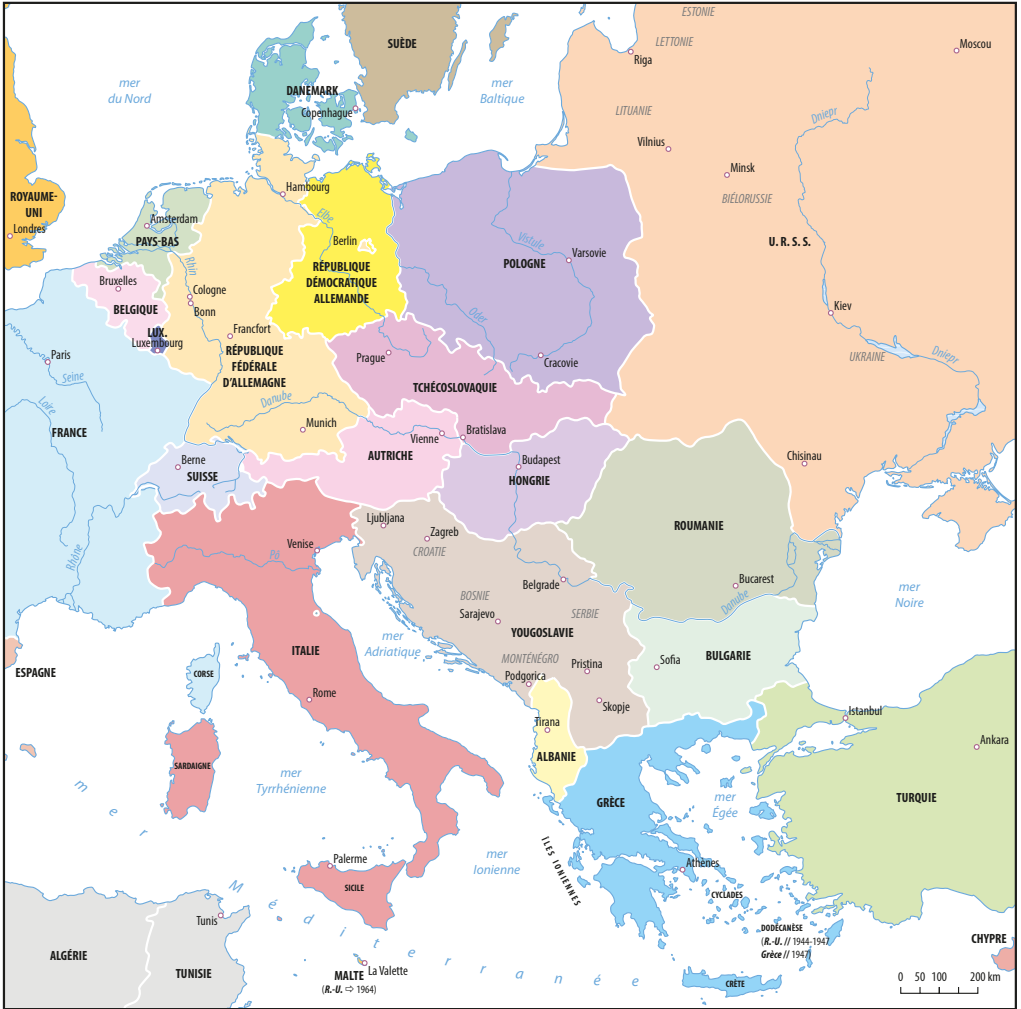 ESTONIE
SUÈDE
LETTONIE
Moscou
Riga
mer
du Nord
DANEMARK
mer
Baltique
Copenhague
LITUANIE
Dniepr
Vilnius
Minsk
BIÉLORUSSIE
Hambourg
ROYAUME-
UNI
Londres
Amsterdam
PAYS-BAS
Elbe
Berlin
Vistule
Varsovie
U. R. S. S.
POLOGNE
RÉPUBLIQUE
DÉMOCRATIQUE
ALLEMANDE
Rhin
Bruxelles
Cologne
Bonn
BELGIQUE
Oder
Kiev
LUX.
Luxembourg
Francfort
RÉPUBLIQUE
FÉDÉRALE
D'ALLEMAGNE
Paris
Seine
Prague
Cracovie
UKRAINE
Dniepr
TCHÉCOSLOVAQUIE
Loire
Danube
FRANCE
Munich
Vienne
Bratislava
AUTRICHE
Chisinau
Berne
SUISSE
Budapest
HONGRIE
Ljubljana
Zagreb
CROATIE
ROUMANIE
Venise
Pô
Rhône
Belgrade
Bucarest
Danube
mer
Noire
BOSNIE
Sarajevo
SERBIE
YOUGOSLAVIE
mer
Adriatique
ITALIE
MONTÉNÉGRO
Podgorica
Pristina
Sofia
BULGARIE
ESPAGNE
CORSE
Rome
Skopje
Istanbul
Tirana
Ankara
ALBANIE
SARDAIGNE
mer
Tyrrhénienne
GRÈCE
mer
Égée
TURQUIE
mer
Ionienne
ÎLES IONIENNES
Palerme
SICILE
Athènes
CYCLADES
mer Méditerranée
Tunis
ALGÉRIE
TUNISIE
DODÉCANÈSE
(R.-U. // 1944-1947
Grèce // 1947)
CHYPRE
MALTE
La Valette
(R.-U. ⇨ 1964)
CRÈTE
0 50 100 200 km